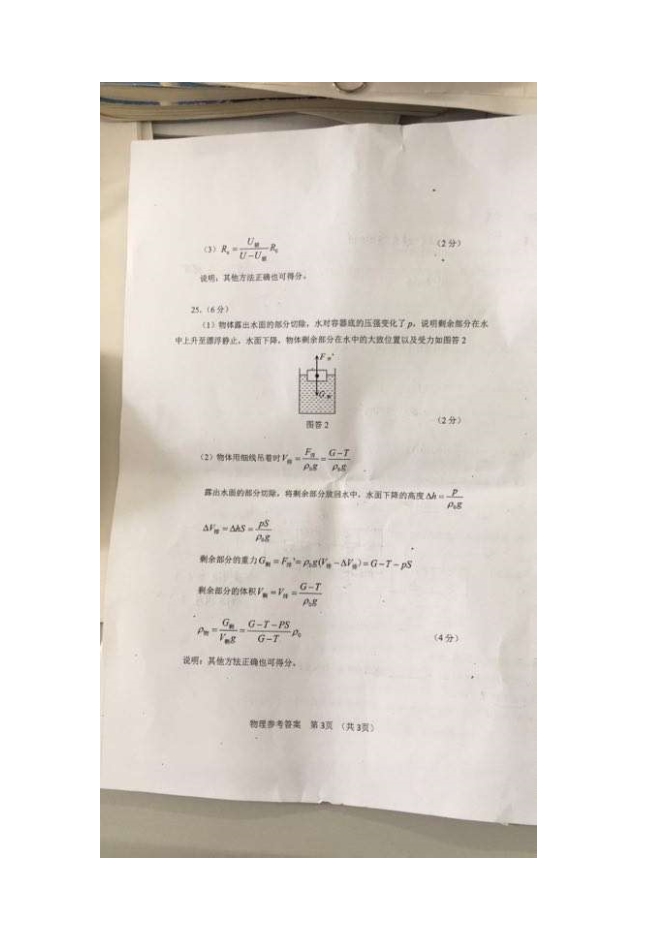 (3) Rₓ = U额/(U-U额) R₀ (2分)
说明:其他方法正确也可得分。
25.(6分)
(1)物体露出水面的部分切除,水对容器底的压强变化了 p,说明剩余部分在水
中上升至漂浮静止,水面下降,物体剩余部分在水中的大致位置以及受力如图答 2
F浮'
G剩
图答 2 (2分)
(2)物体用细线吊着时V排 = F浮/ρ₀g = G-T/ρ₀g
露出水面的部分切除,将剩余部分放回水中,水面下降的高度 Δh = p/ρ₀g
ΔV排 = ΔhS = pS/ρ₀g
剩余部分的重力 G剩 = F浮' = ρ₀g(V排 - ΔV排) = G-T-pS
剩余部分的体积 V剩 = V排 = G-T/ρ₀g
ρ物 = G剩/V剩g = (G-T-PS)/(G-T) ρ₀ (4分)
说明:其他方法正确也可得分。
物理参考答案 第3页 (共3页)